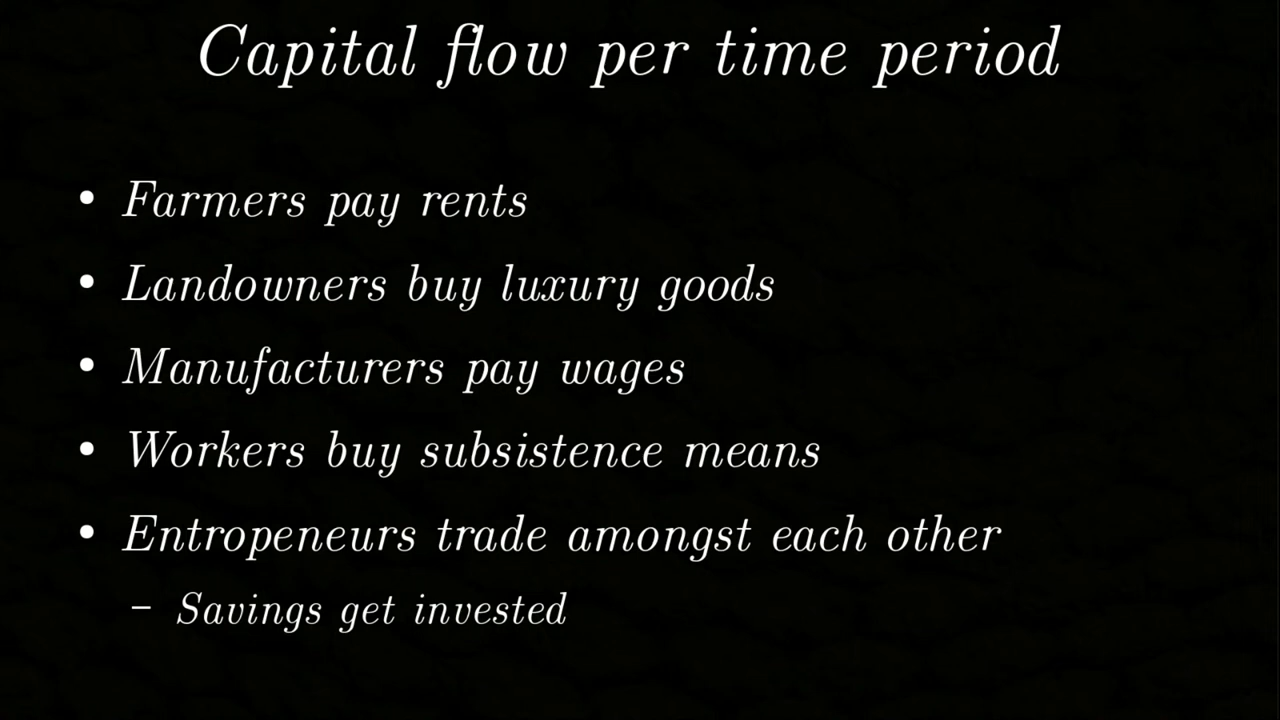 Capital flow per time period
• Farmers pay rents
• Landowners buy luxury goods
• Manufacturers pay wages
• Workers buy subsistence means
• Entropeneurs trade amongst each other
– Savings get invested